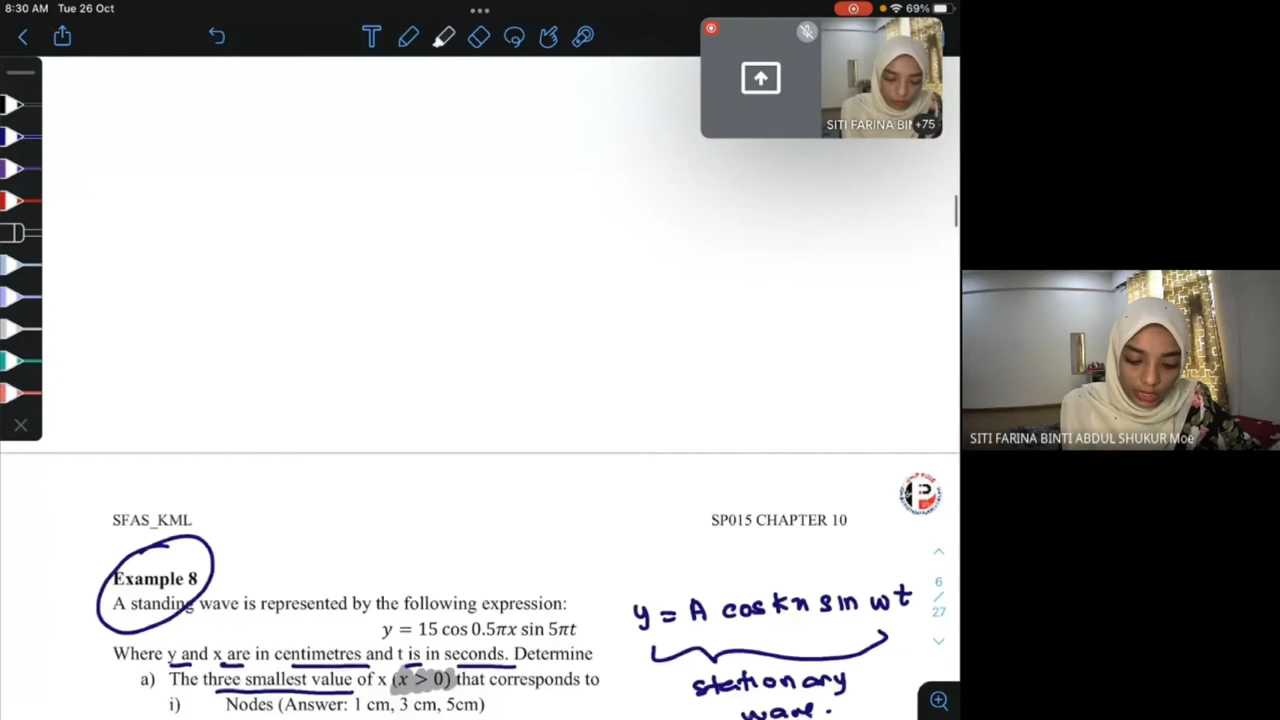 8:30 AM Tue 26 Oct
69%
T
SITI FARINA BIN +75
SITI FARINA BINTI ABDUL SHUKUR Moe
SFAS_KML
SP015 CHAPTER 10
6
/
27
Example 8
A standing wave is represented by the following expression:
y = 15 cos 0.5πx sin 5πt
Where y and x are in centimetres and t is in seconds. Determine
a) The three smallest value of x (x > 0) that corresponds to
i) Nodes (Answer: 1 cm, 3 cm, 5cm)
y = A cos kx sin ωt
stationary
wave.